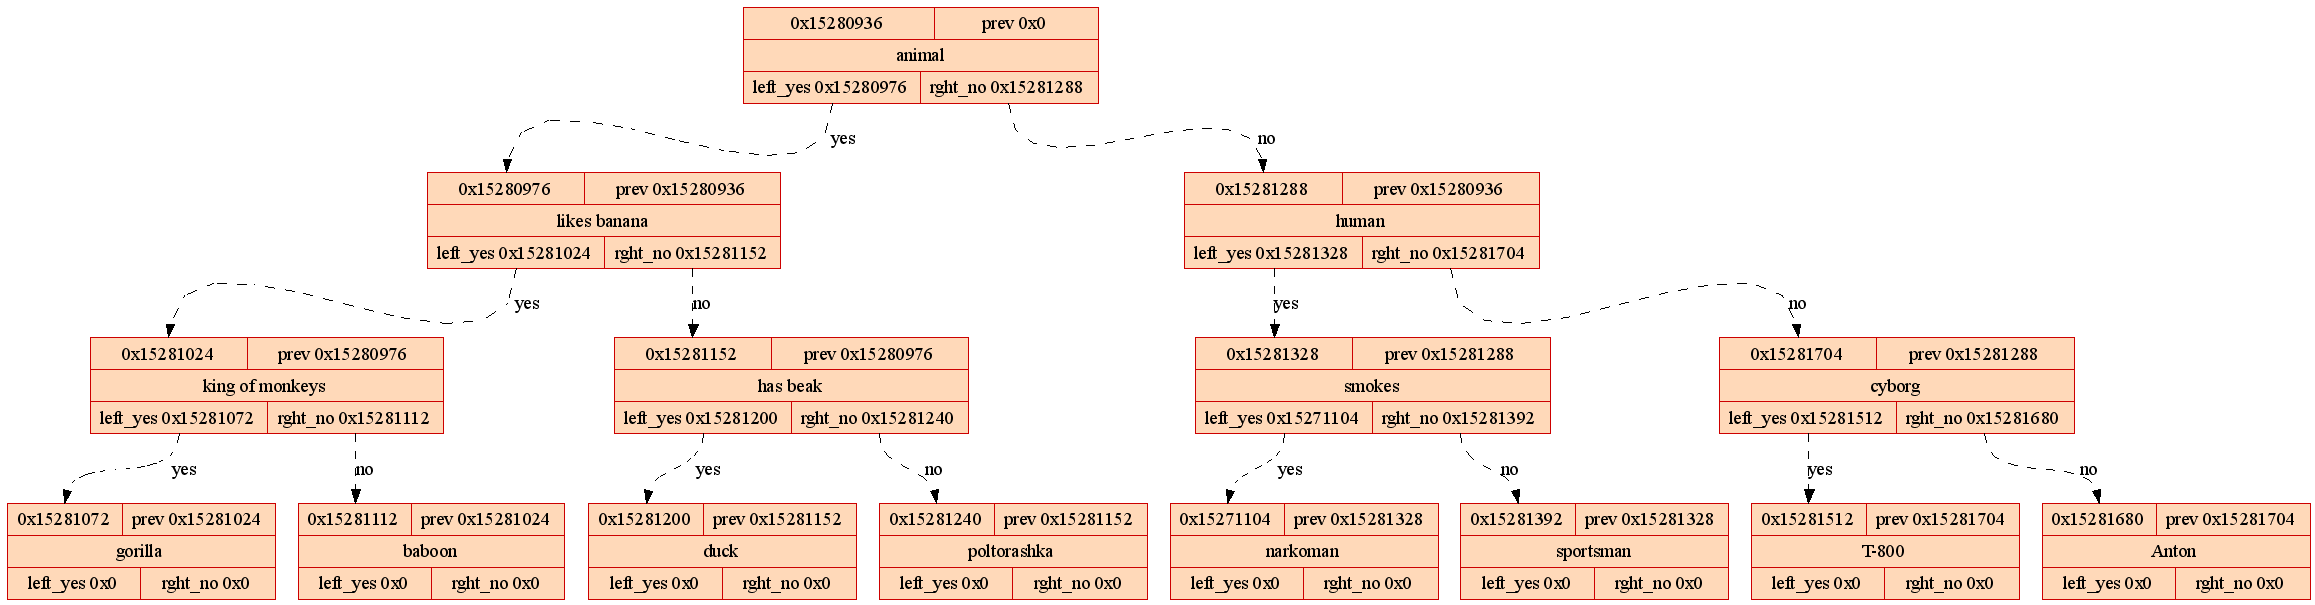 0x15280936 prev 0x0
animal
left_yes 0x15280976 rght_no 0x15281288
yes no
0x15280976 prev 0x15280936 0x15281288 prev 0x15280936
likes banana human
left_yes 0x15281024 rght_no 0x15281152 left_yes 0x15281328 rght_no 0x15281704
yes no yes no
0x15281024 prev 0x15280976 0x15281152 prev 0x15280976 0x15281328 prev 0x15281288 0x15281704 prev 0x15281288
king of monkeys has beak smokes cyborg
left_yes 0x15281072 rght_no 0x15281112 left_yes 0x15281200 rght_no 0x15281240 left_yes 0x15271104 rght_no 0x15281392 left_yes 0x15281512 rght_no 0x15281680
yes no yes no yes no yes no
0x15281072 prev 0x15281024 0x15281112 prev 0x15281024 0x15281200 prev 0x15281152 0x15281240 prev 0x15281152 0x15271104 prev 0x15281328 0x15281392 prev 0x15281328 0x15281512 prev 0x15281704 0x15281680 prev 0x15281704
gorilla baboon duck poltorashka narkoman sportsman T-800 Anton
left_yes 0x0 rght_no 0x0 left_yes 0x0 rght_no 0x0 left_yes 0x0 rght_no 0x0 left_yes 0x0 rght_no 0x0 left_yes 0x0 rght_no 0x0 left_yes 0x0 rght_no 0x0 left_yes 0x0 rght_no 0x0 left_yes 0x0 rght_no 0x0